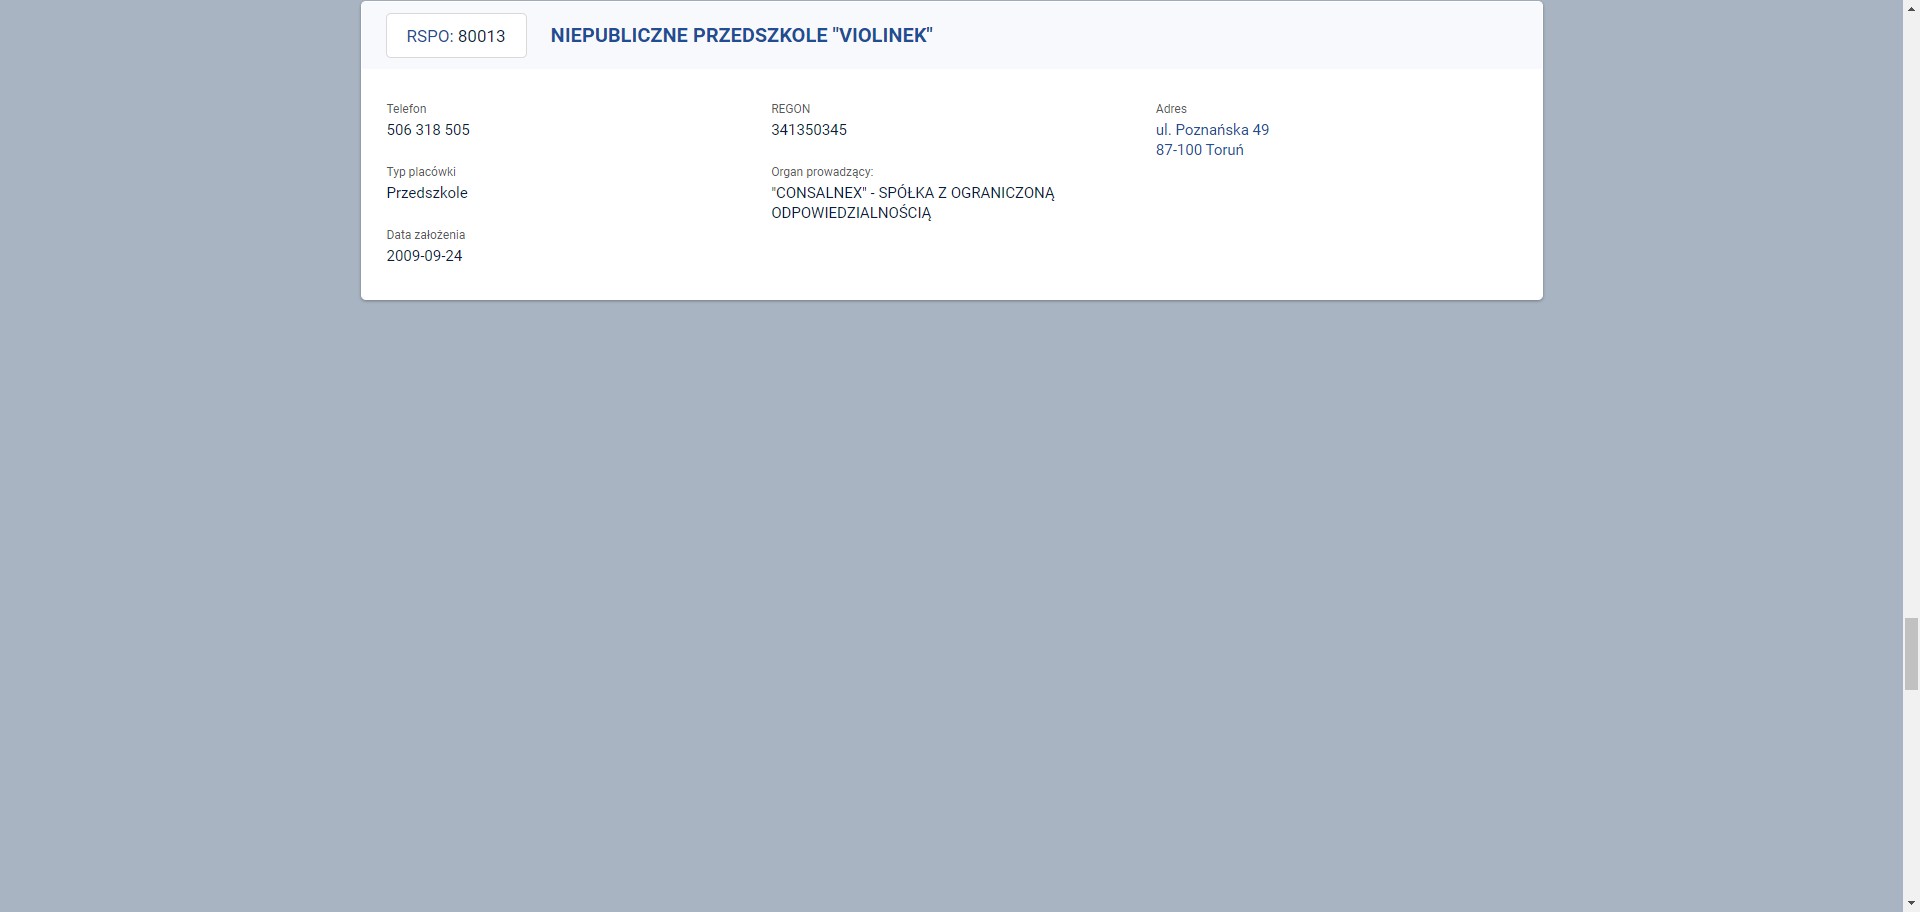 RSPO: 80013
NIEPUBLICZNE PRZEDSZKOLE "VIOLINEK"
Telefon
506 318 505
Typ placówki
Przedszkole
Data założenia
2009-09-24
REGON
341350345
Organ prowadzący:
"CONSALNEX" - SPÓŁKA Z OGRANICZONĄ
ODPOWIEDZIALNOŚCIĄ
Adres
ul. Poznańska 49
87-100 Toruń